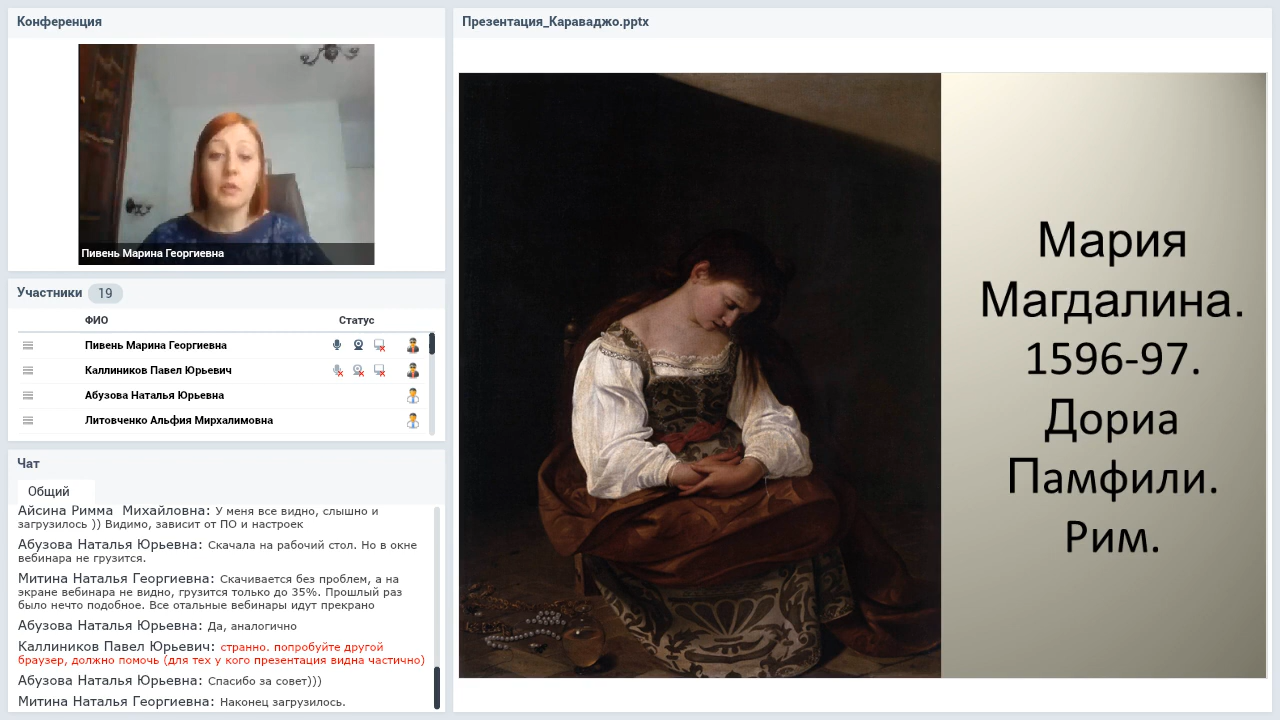 Конференция
Пивень Марина Георгиевна
Участники 19
ФИО Статус
Пивень Марина Георгиевна
Каллиников Павел Юрьевич
Абузова Наталья Юрьевна
Литовченко Альфия Мирхалимовна
Чат
Общий
Айсина Римма Михайловна: У меня все видно, слышно и
загрузилось )) Видимо, зависит от ПО и настроек
Абузова Наталья Юрьевна: Скачала на рабочий стол. Но в окне
вебинара не грузится.
Митина Наталья Георгиевна: Скачивается без проблем, а на
экране вебинара не видно, грузится только до 35%. Прошлый раз
было нечто подобное. Все отальные вебинары идут прекрано
Абузова Наталья Юрьевна: Да, аналогично
Каллиников Павел Юрьевич: странно. попробуйте другой
браузер, должно помочь (для тех у кого презентация видна частично)
Абузова Наталья Юрьевна: Спасибо за совет)))
Митина Наталья Георгиевна: Наконец загрузилось.
Презентация_Караваджо.pptx
Мария
Магдалина.
1596-97.
Дориа
Памфили.
Рим.